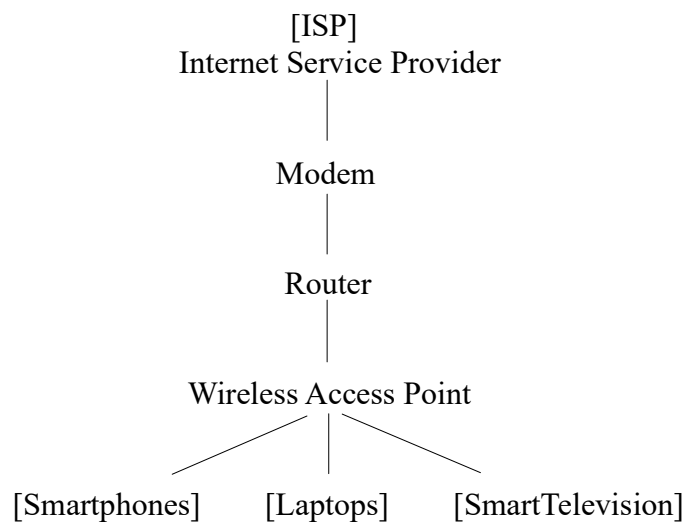 [ISP]
Internet Service Provider
Modem
Router
Wireless Access Point
[Smartphones] [Laptops] [SmartTelevision]